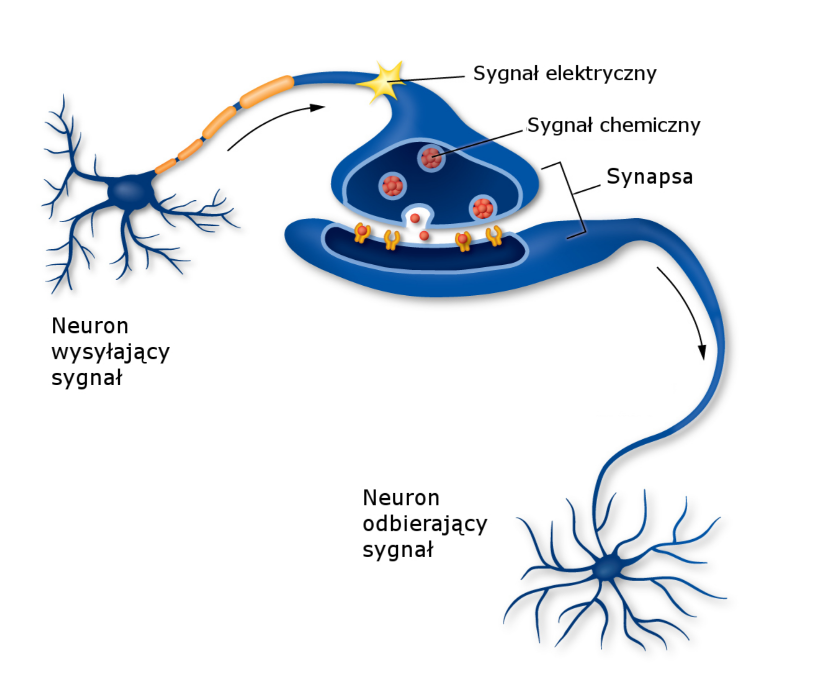 Sygnał elektryczny
Sygnał chemiczny
Synapsa
Neuron
wysyłający
sygnał
Neuron
odbierający
sygnał